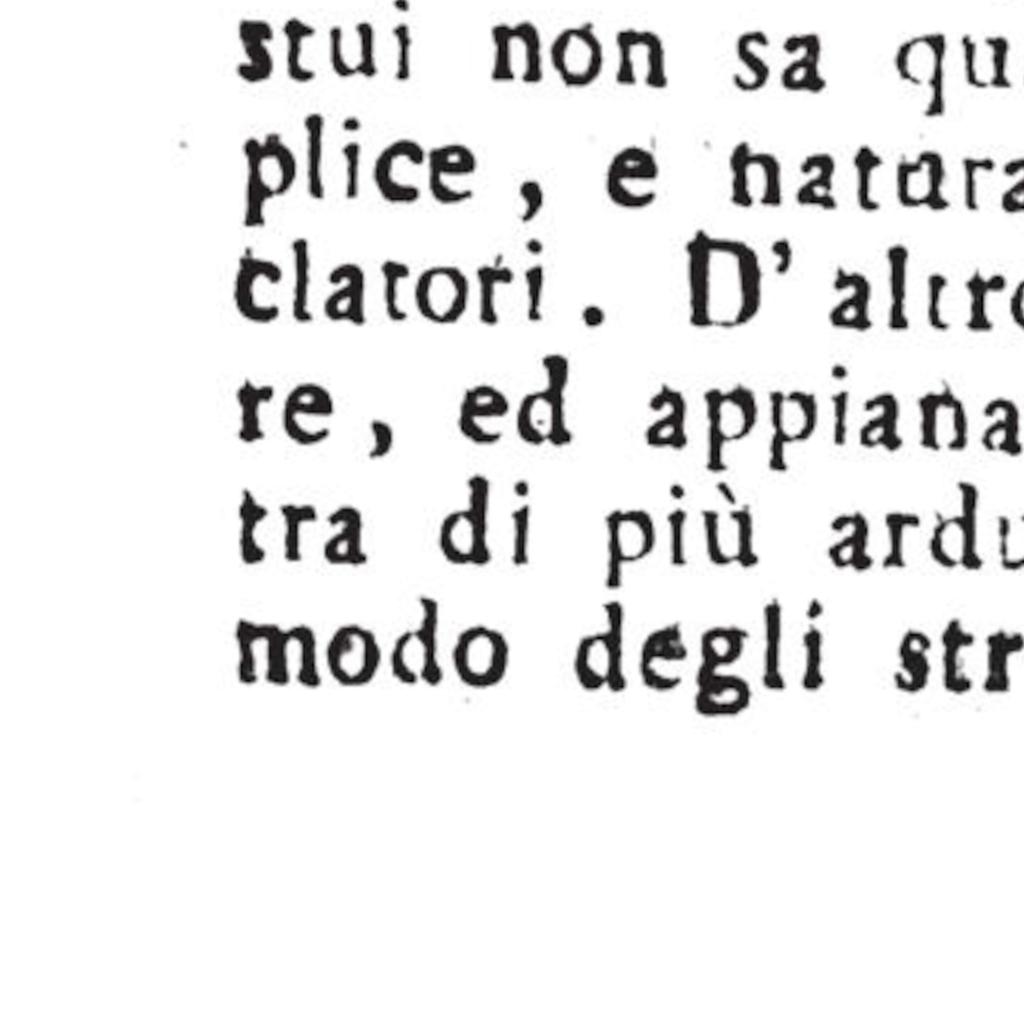 stui non sa qu
plice, e natura
clatori. D'altro
re, ed appiana
tra di più ardu
modo degli str